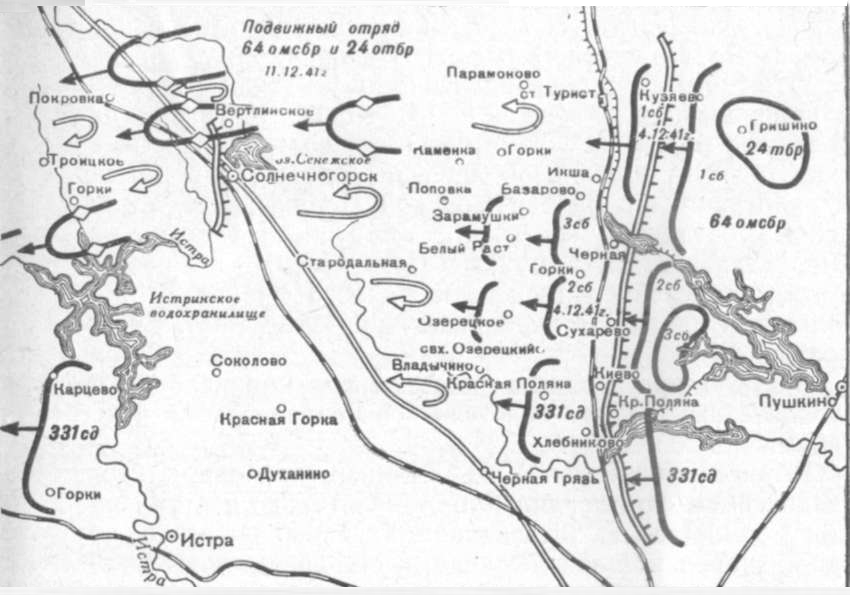 Подвижный отряд
64 омсбр и 24 отбр
11.12.41г
Покровка
Вертлинское
Троицкое
оз. Сенежское
Солнечногорск
Горки
Истра
Парамоново
ст Турист
Кузяево
1сб
4.12.41г.
Гришино
24 тбр
1сб
Каменка
Горки
Икша
Поповка
Базарово
64 омсбр
Зарамушки
3сб
Белый Раст
Черная
Стародальная
Горки
2сб
2сб
4.12.41г.
Истринское
водохранилище
Озерецкое
Сухарево
3сб
свх. Озерецкий
Соколово
Владычино
Красная Поляна
Киево
Карцево
Кр. Поляна
Пушкино
331сд
Красная Горка
331сд
Хлебниково
Духанино
Черная Грязь
331сд
Горки
Истра
Истра